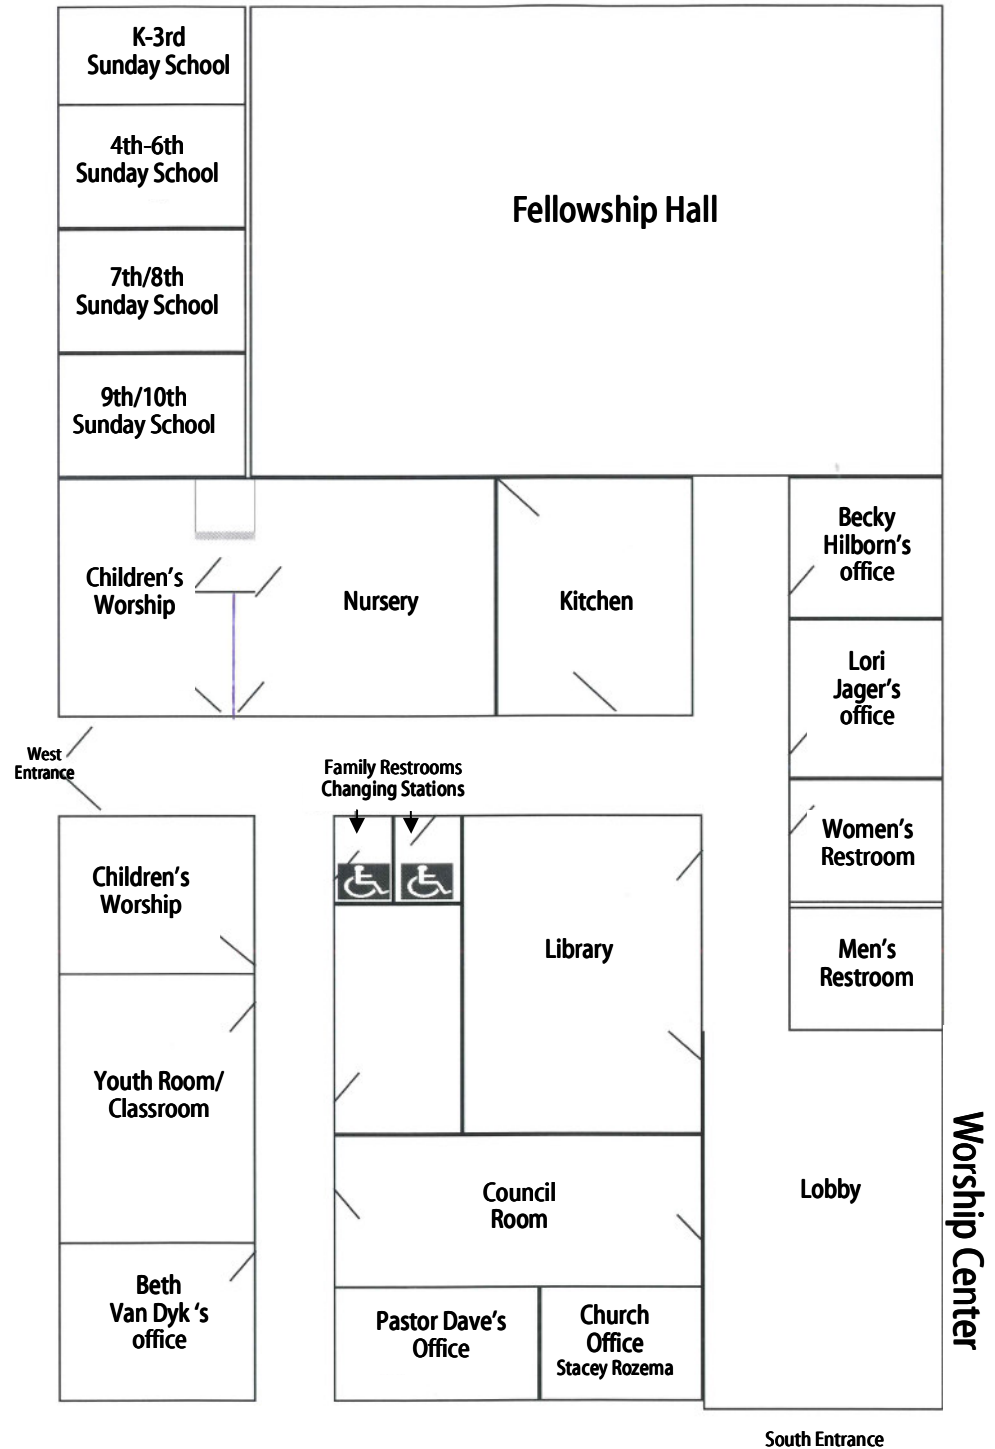 K-3rd
Sunday School
4th-6th
Sunday School
7th/8th
Sunday School
9th/10th
Sunday School
Fellowship Hall
Children's
Worship
Nursery
Kitchen
Becky
Hilborn's
office
Lori
Jager's
office
West
Entrance
Family Restrooms
Changing Stations
Women's
Restroom
Men's
Restroom
Children's
Worship
Library
Youth Room/
Classroom
Council
Room
Lobby
Worship Center
Beth
Van Dyk 's
office
Pastor Dave's
Office
Church
Office
Stacey Rozema
South Entrance